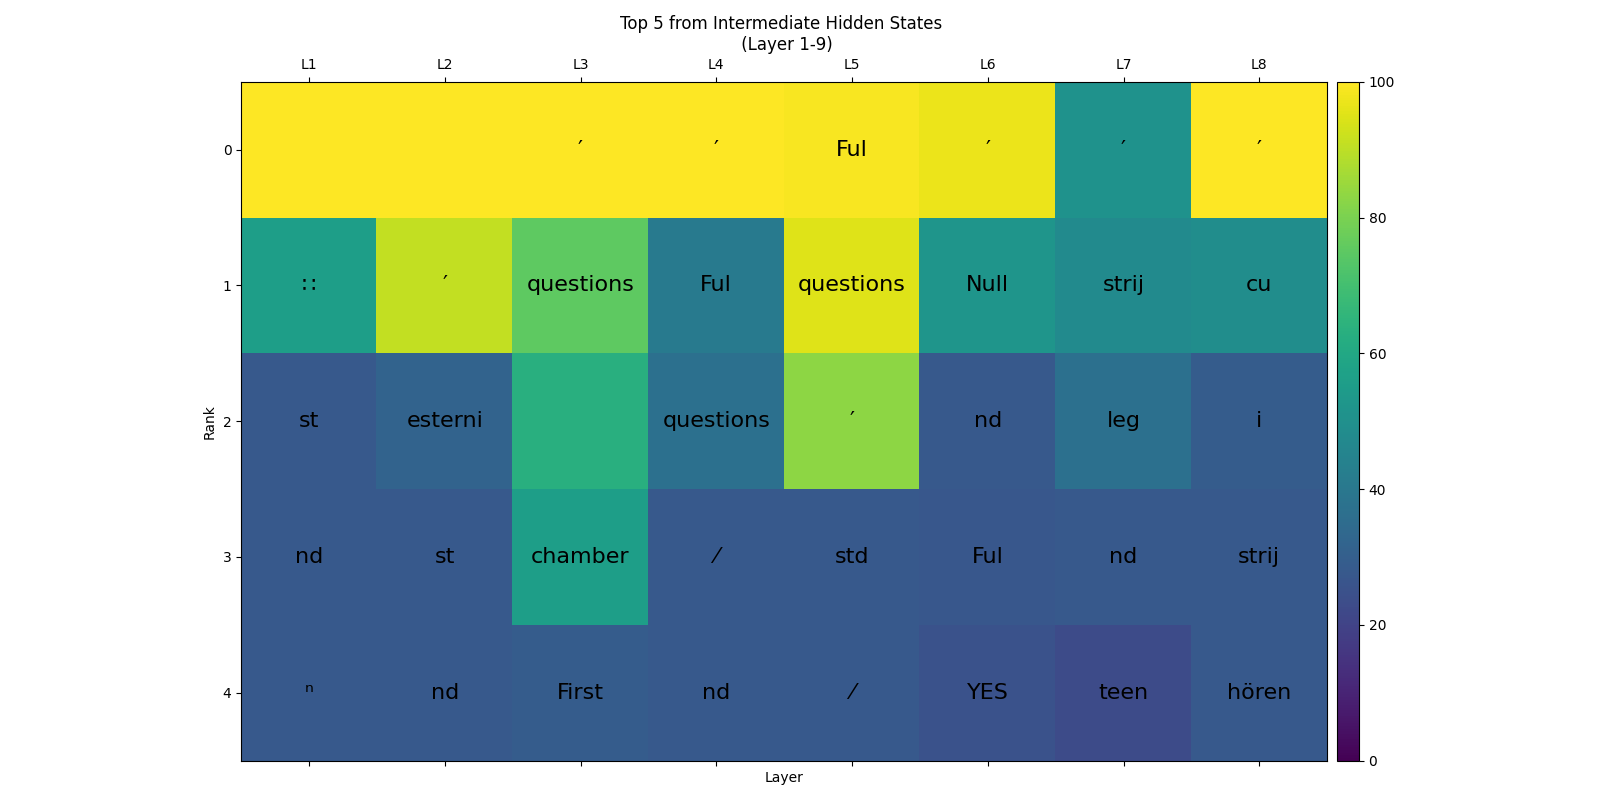 Top 5 from Intermediate Hidden States
(Layer 1-9)
L1 L2 L3 L4 L5 L6 L7 L8
0 ′ ′ Ful ′ ′ ′ 100
80
1 :: ′ questions Ful questions Null strij cu
60
2 st esterni questions ′ nd leg i
Rank
40
3 nd st chamber ⁄ std Ful nd strij
20
4 ⁿ nd First nd ⁄ YES teen hören
0
Layer